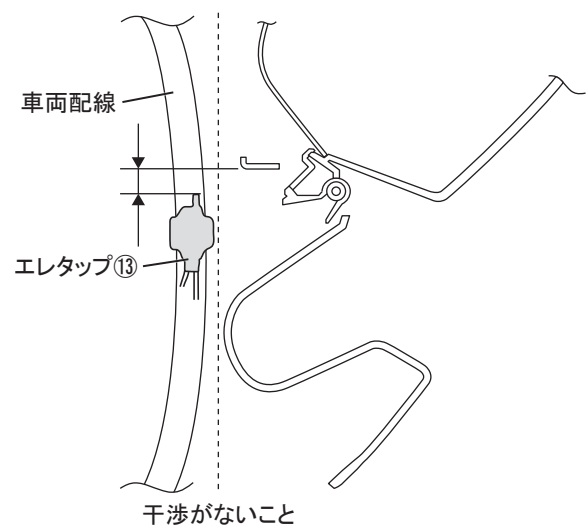 車両配線
エレタップ⑬
干渉がないこと